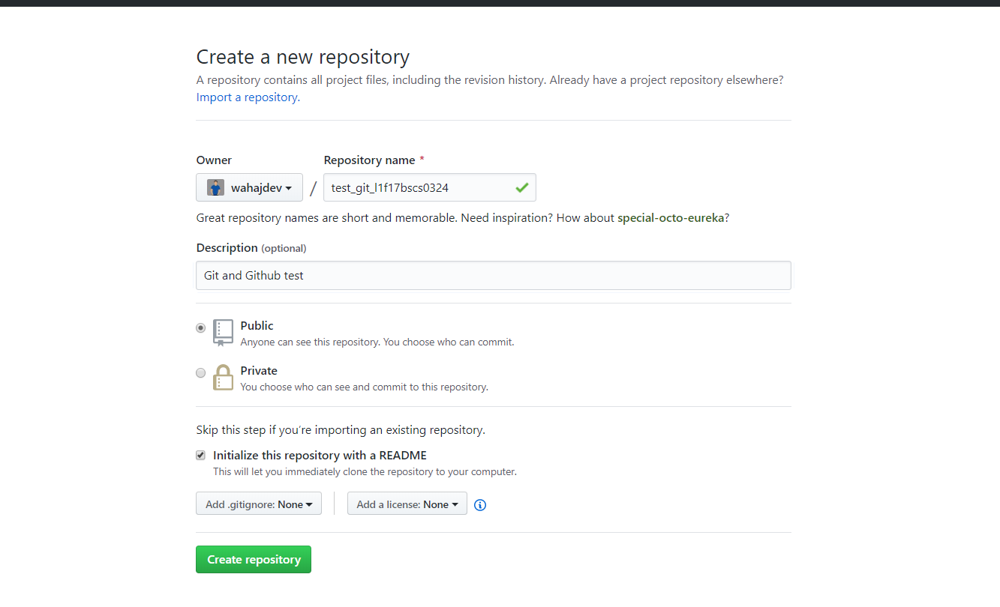 Create a new repository
A repository contains all project files, including the revision history. Already have a project repository elsewhere?
Import a repository.
Owner
Repository name *
wahajdev
/
test_git_l1f17bscs0324
Great repository names are short and memorable. Need inspiration? How about special-octo-eureka?
Description (optional)
Git and Github test
Public
Anyone can see this repository. You choose who can commit.
Private
You choose who can see and commit to this repository.
Skip this step if you’re importing an existing repository.
Initialize this repository with a README
This will let you immediately clone the repository to your computer.
Add .gitignore: None
Add a license: None
Create repository